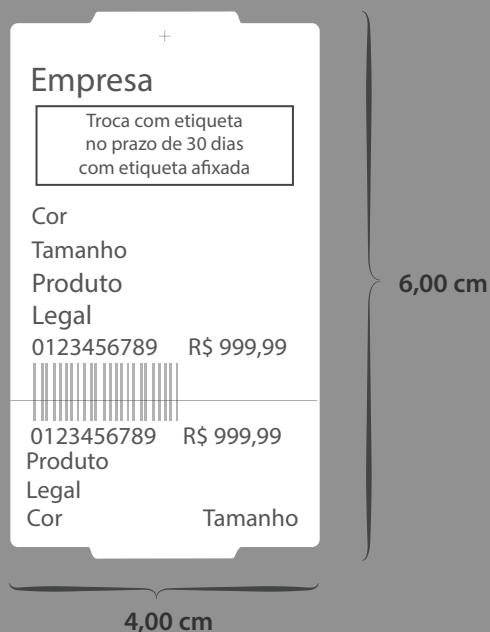 Empresa
Troca com etiqueta
no prazo de 30 dias
com etiqueta afixada
Cor
Tamanho
Produto
Legal
0123456789 R$ 999,99
0123456789 R$ 999,99
Produto
Legal
Cor Tamanho
6,00 cm
4,00 cm